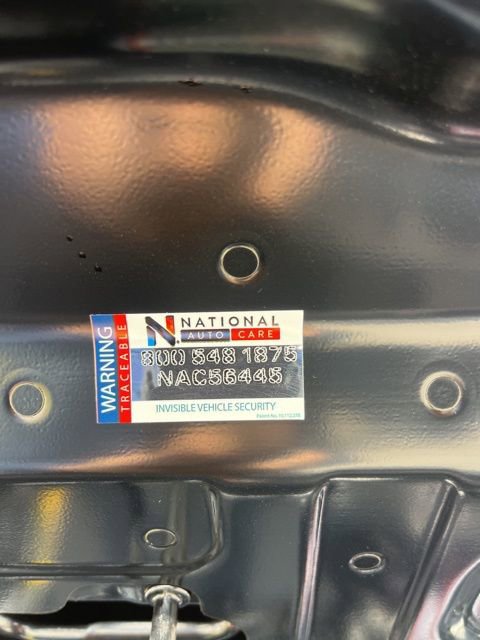 WARNING
TRACEABLE
N NATIONAL
AUTO CARE
800 548 1875
NAC56445
INVISIBLE VEHICLE SECURITY